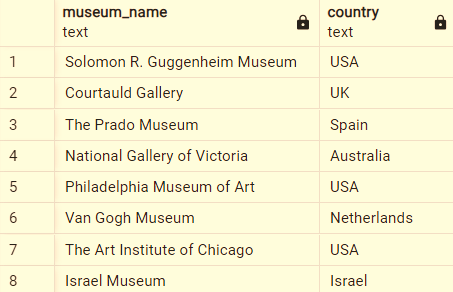 museum_name country
text text
1 Solomon R. Guggenheim Museum USA
2 Courtauld Gallery UK
3 The Prado Museum Spain
4 National Gallery of Victoria Australia
5 Philadelphia Museum of Art USA
6 Van Gogh Museum Netherlands
7 The Art Institute of Chicago USA
8 Israel Museum Israel